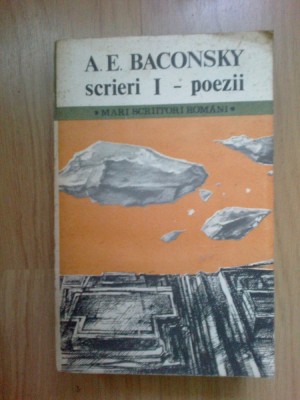 A. E. BACONSKY
scrieri I - poezii
* MARI SCRIITORI ROMÂNI *